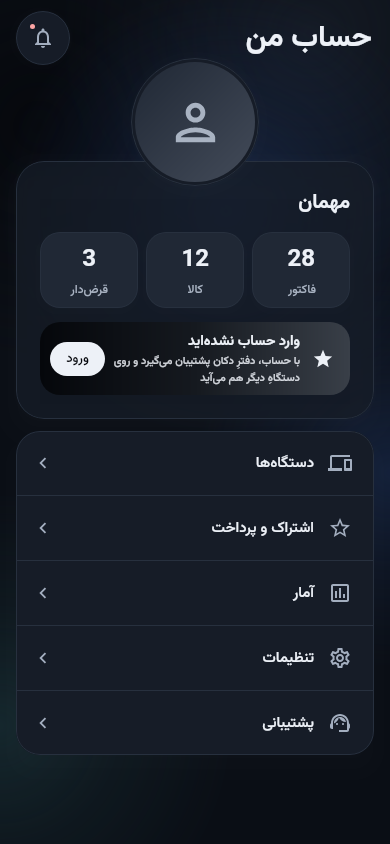 حساب من
مهمان
28
12
3
فاکتور
کالا
قرض‌دار
وارد حساب نشده‌اید
با حساب، دفترِ دکان پشتیبان می‌گیرد و روی
دستگاهِ دیگر هم می‌آید
ورود
دستگاه‌ها
اشتراک و پرداخت
آمار
تنظیمات
پشتیبانی